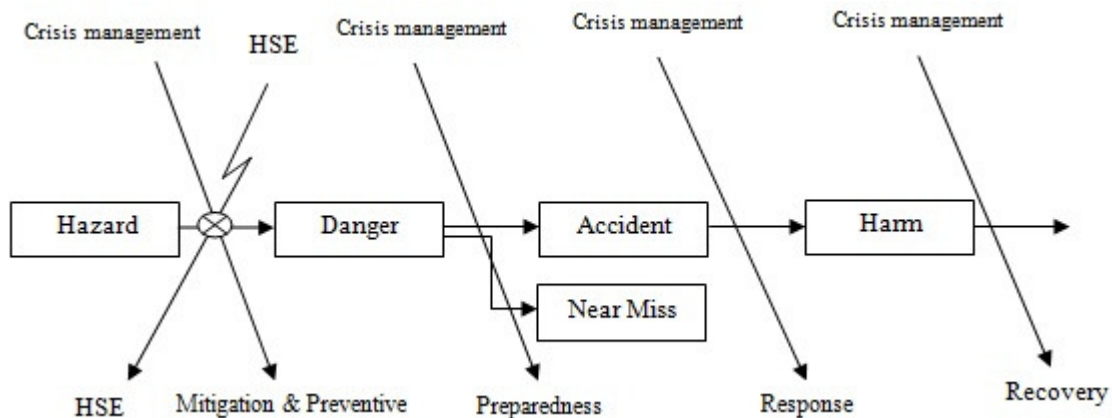 Crisis management
HSE
Crisis management
Crisis management
Crisis management
Hazard
Danger
Accident
Harm
Near Miss
HSE
Mitigation & Preventive
Preparedness
Response
Recovery